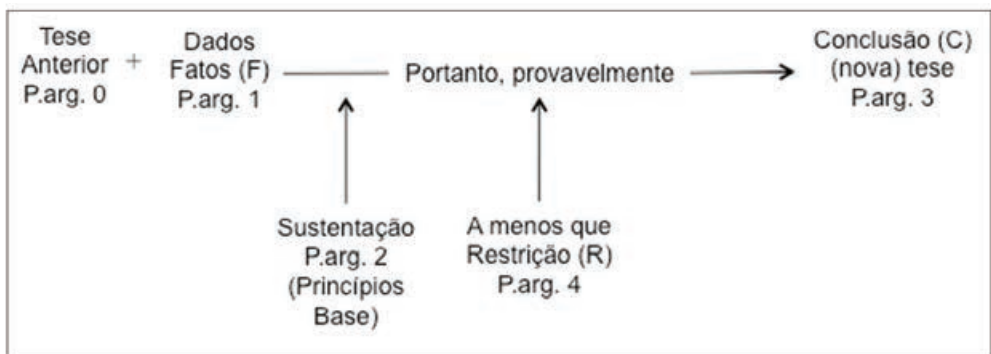 Tese
Anterior
P.arg. 0
+
Dados
Fatos (F)
P.arg. 1
Portanto, provavelmente
Conclusão (C)
(nova) tese
P.arg. 3
Sustentação
P.arg. 2
(Princípios
Base)
A menos que
Restrição (R)
P.arg. 4